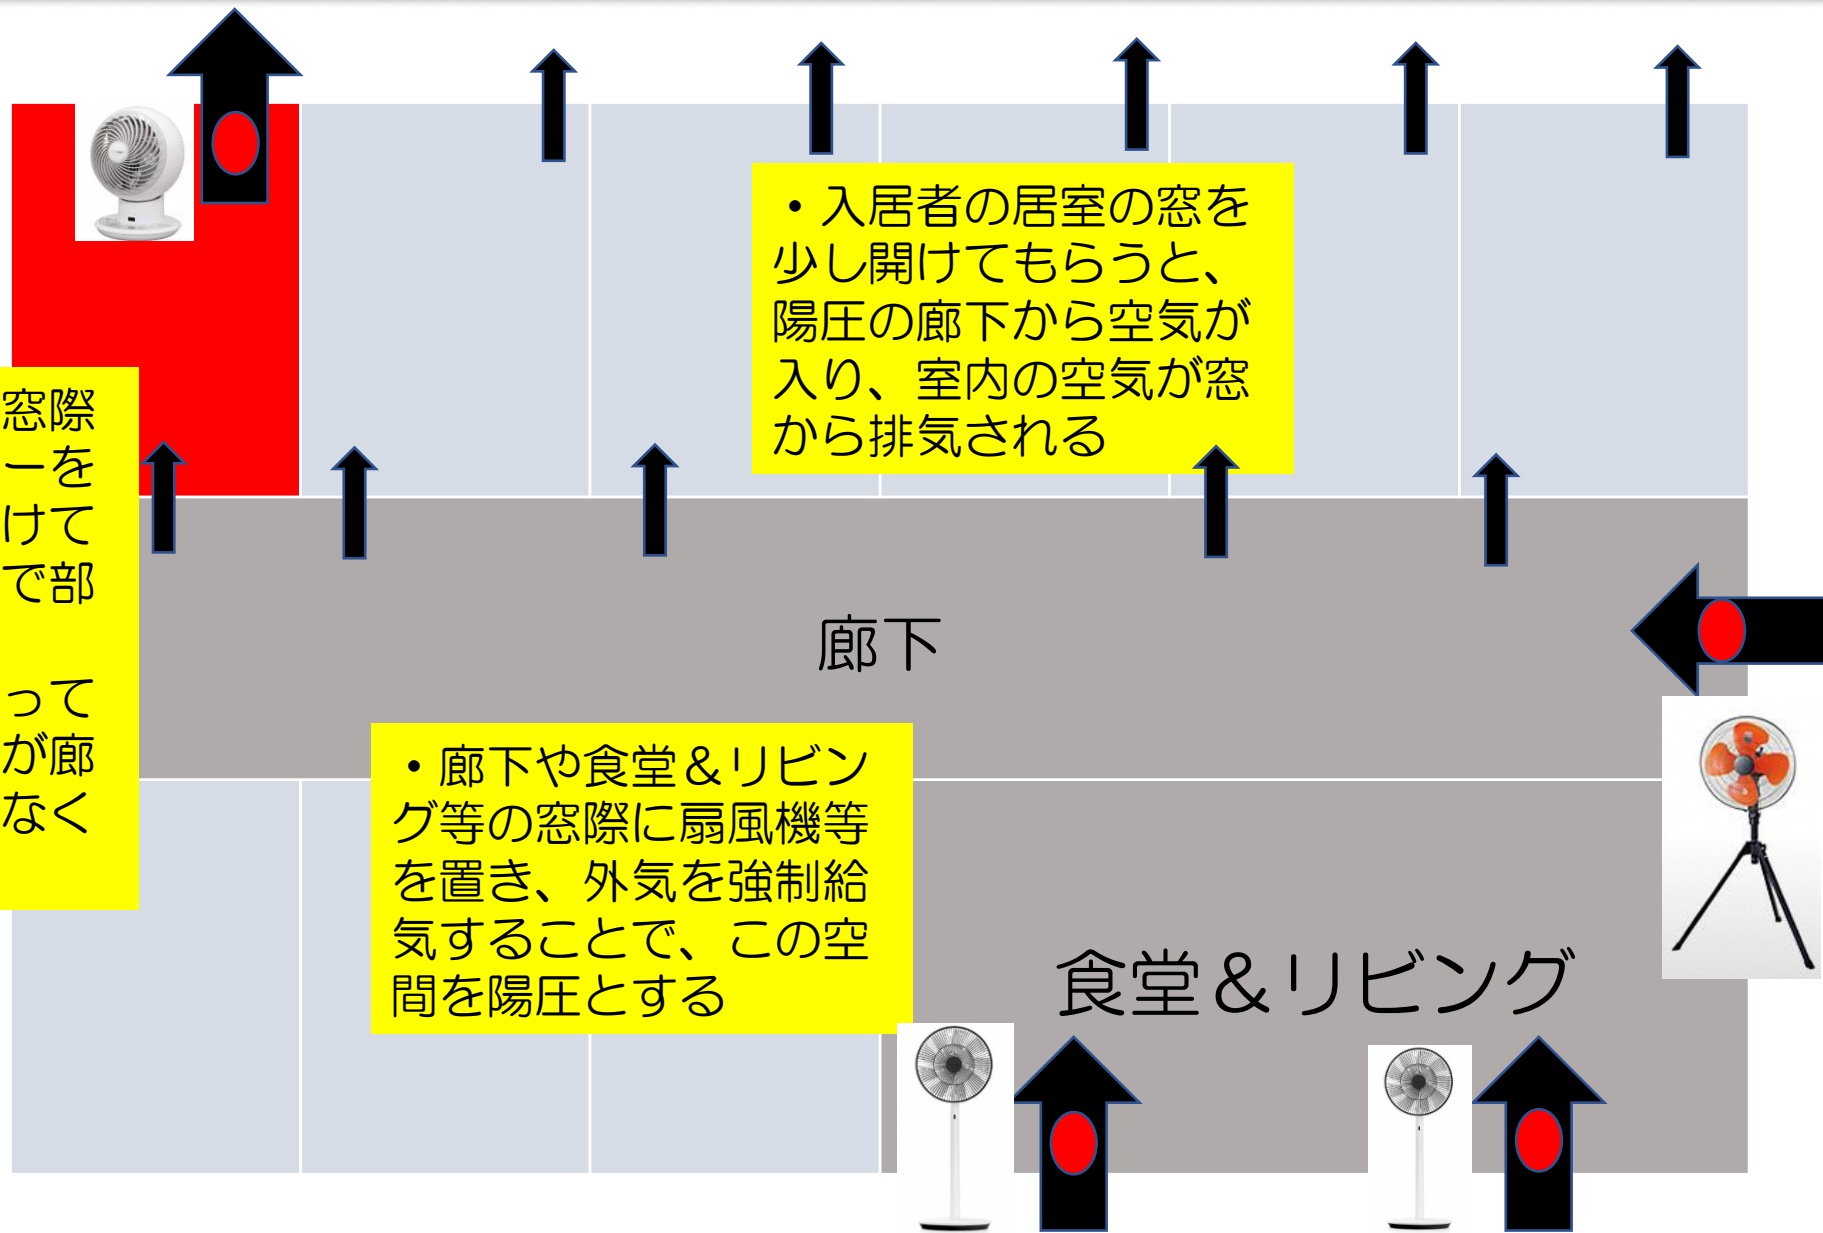 ・入居者の居室の窓を
少し開けてもらうと、
陽圧の廊下から空気が
入り、室内の空気が窓
から排気される
窓際
ーを
けて
で部
って
が廊
なく
廊下
・廊下や食堂＆リビン
グ等の窓際に扇風機等
を置き、外気を強制給
気することで、この空
間を陽圧とする
食堂＆リビング